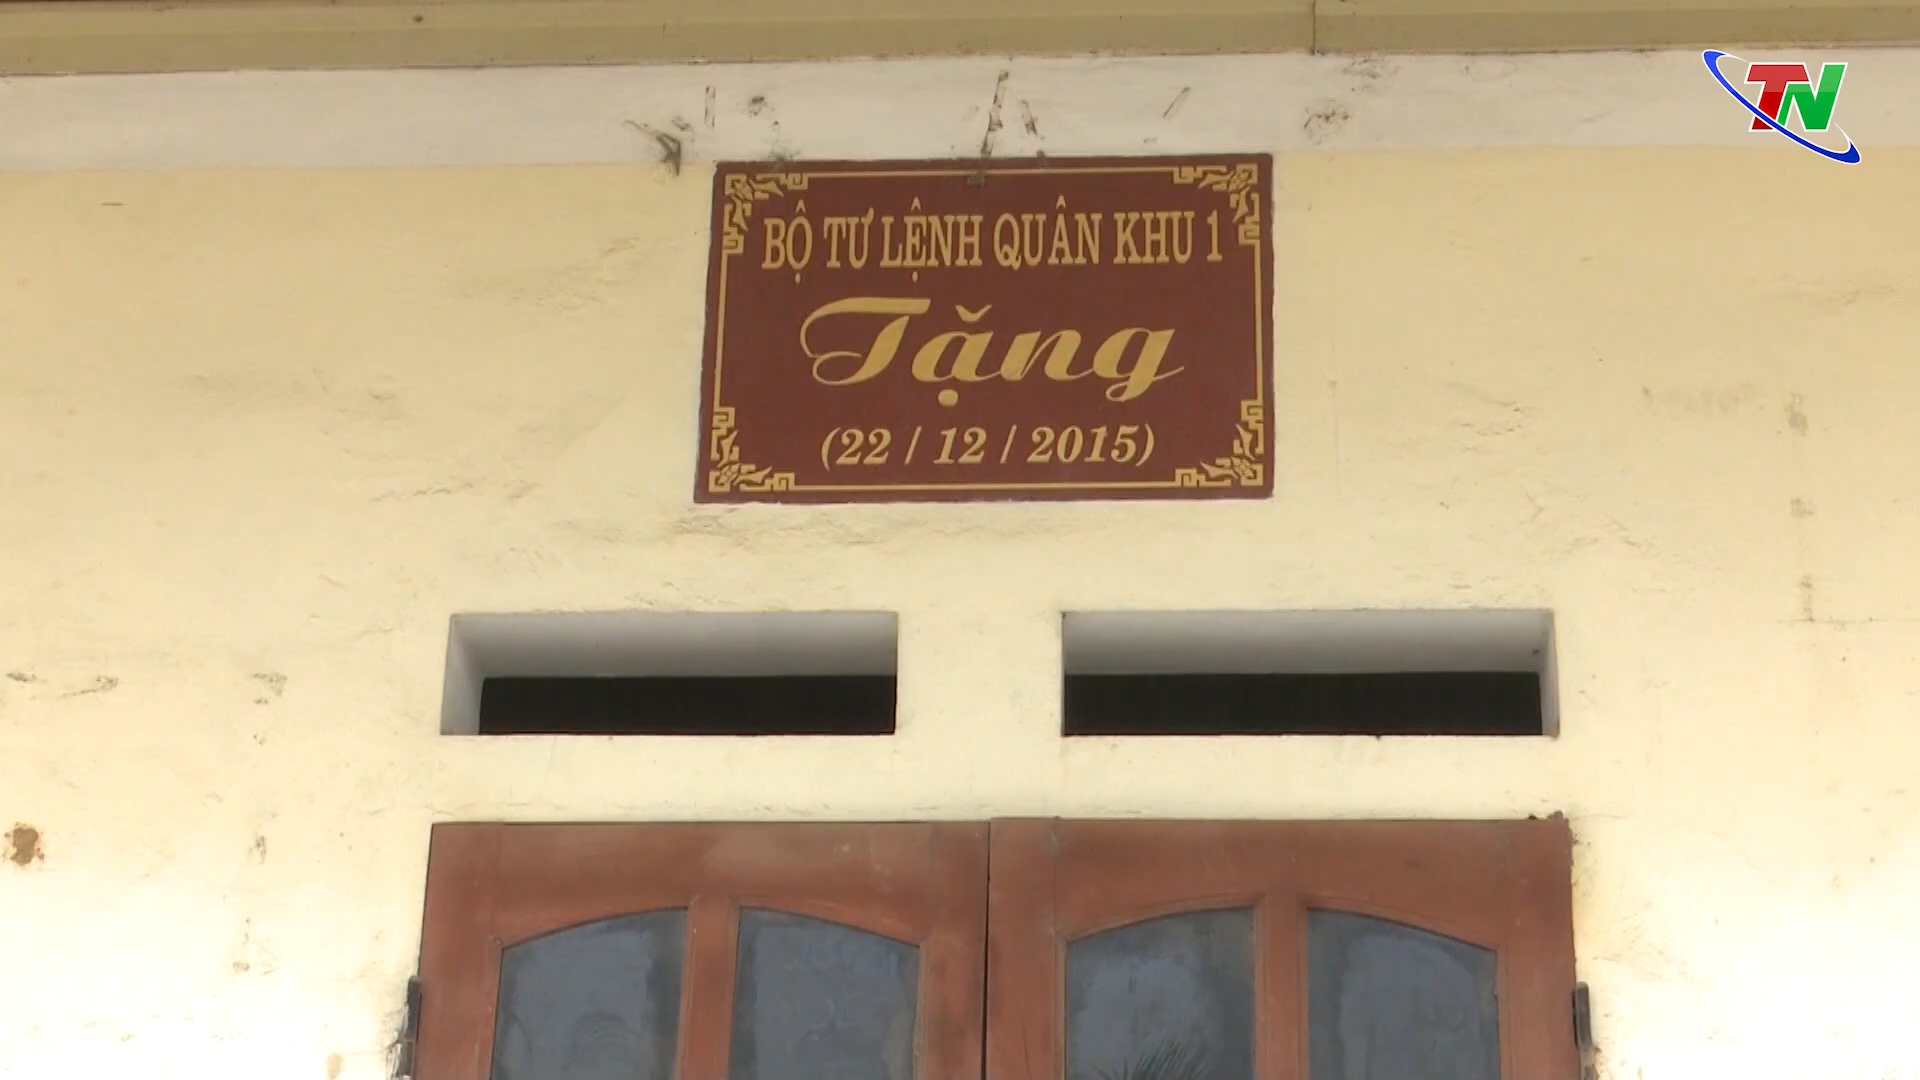 TN
BỘ TƯ LỆNH QUÂN KHU 1
Tặng
(22 / 12 / 2015)